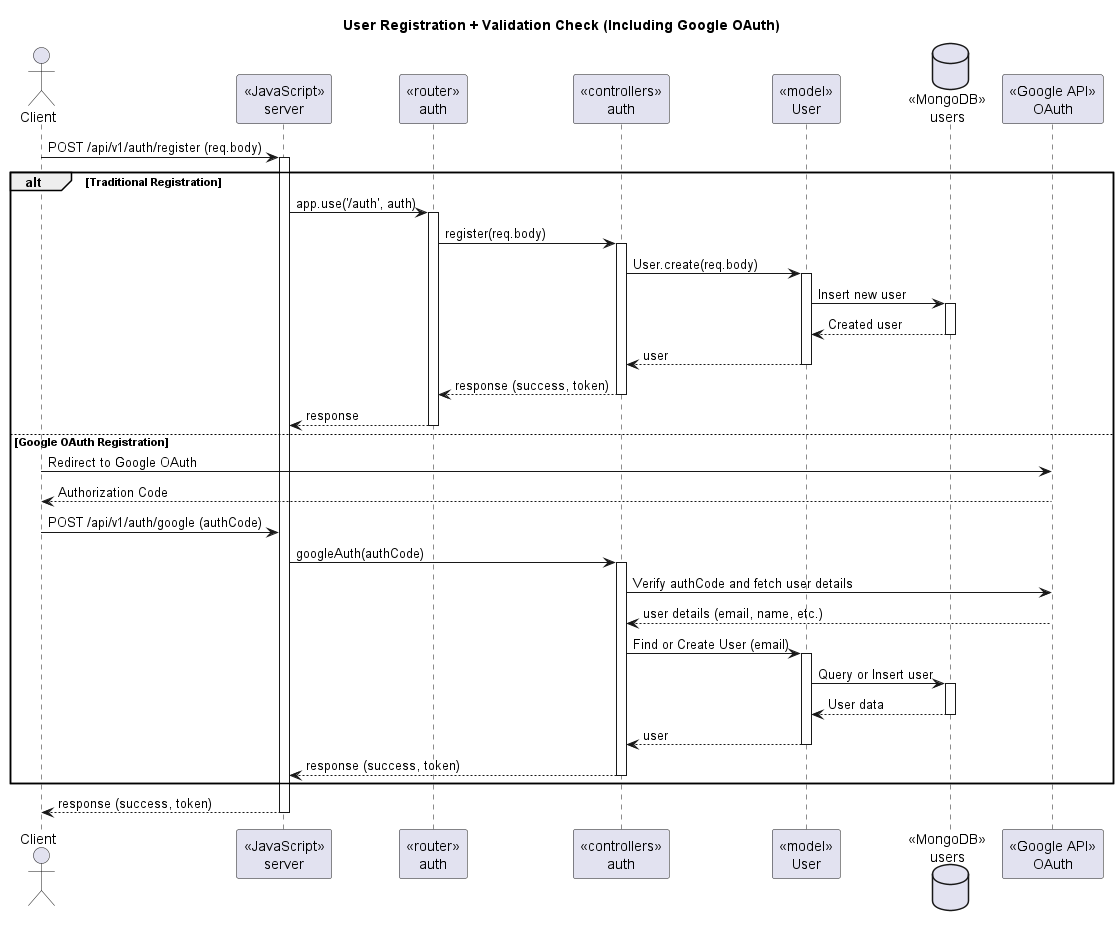 User Registration + Validation Check (Including Google OAuth)
Client
«JavaScript»
server
«router»
auth
«controllers»
auth
«model»
User
«MongoDB»
users
«Google API»
OAuth
POST /api/v1/auth/register (req.body)
alt
[Traditional Registration]
app.use('/auth', auth)
register(req.body)
User.create(req.body)
Insert new user
Created user
user
response (success, token)
response
[Google OAuth Registration]
Redirect to Google OAuth
Authorization Code
POST /api/v1/auth/google (authCode)
googleAuth(authCode)
Verify authCode and fetch user details
user details (email, name, etc.)
Find or Create User (email)
Query or Insert user
User data
user
response (success, token)
response (success, token)
Client
«JavaScript»
server
«router»
auth
«controllers»
auth
«model»
User
«MongoDB»
users
«Google API»
OAuth